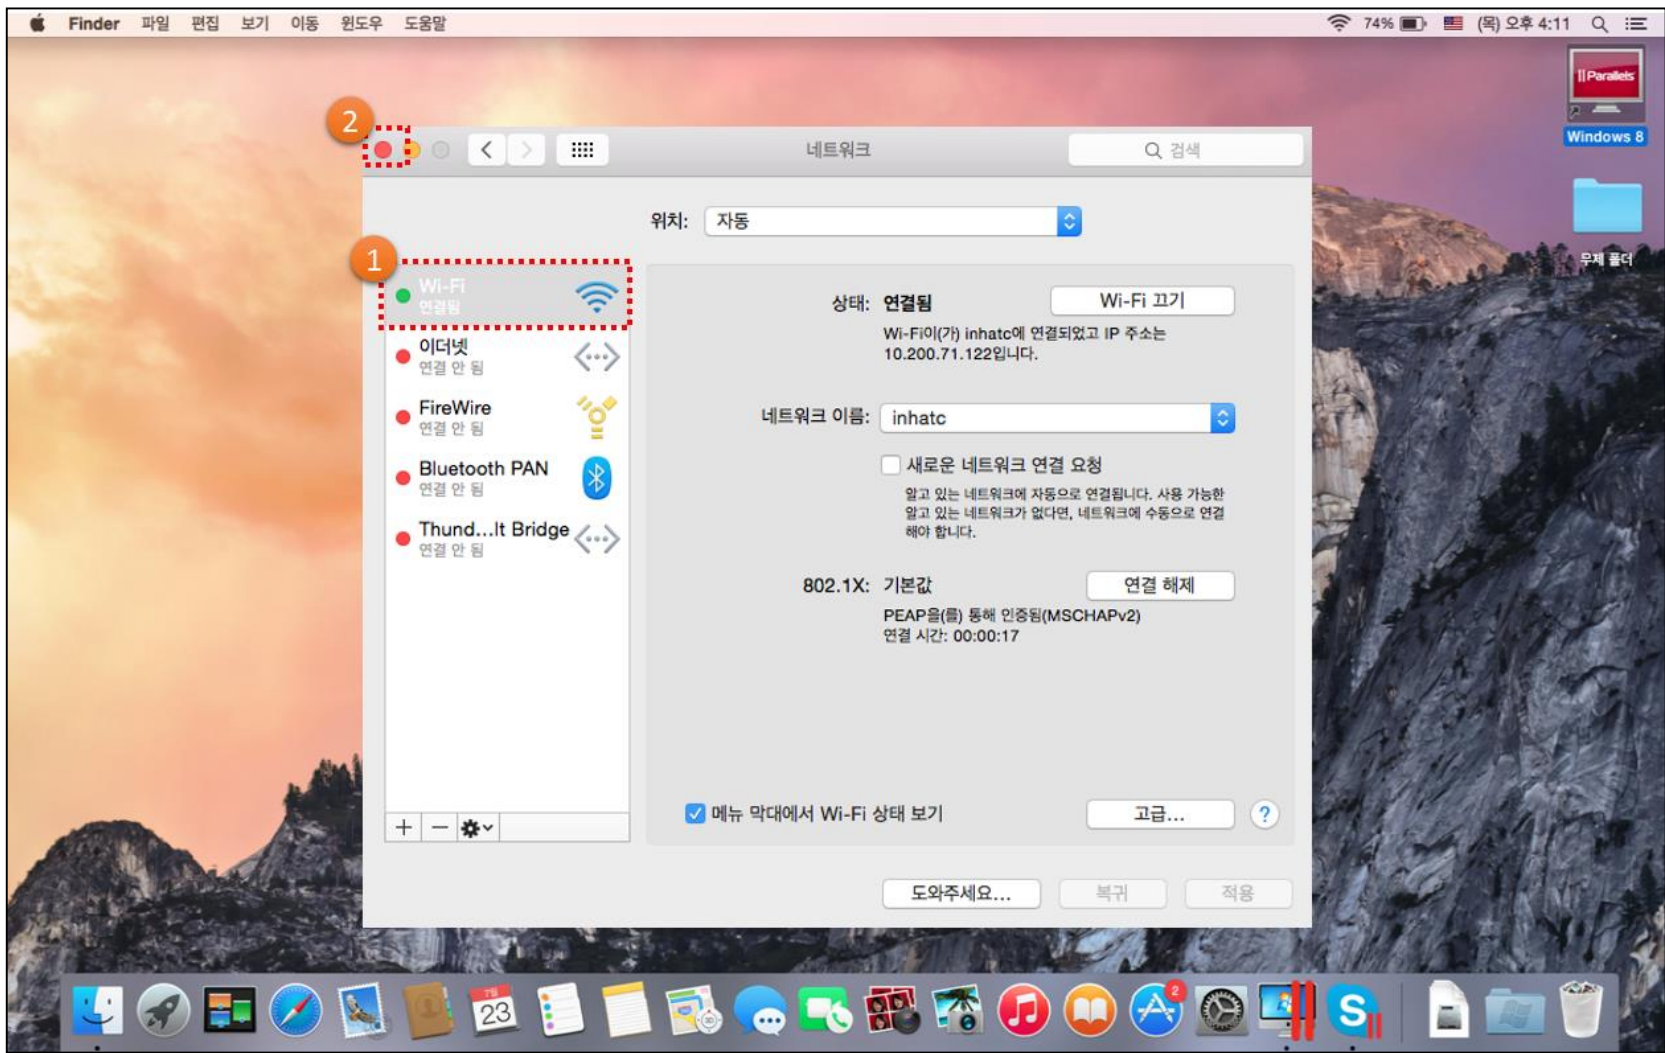 Finder 파일 편집 보기 이동 윈도우 도움말
74% (목) 오후 4:11
|| Parallels
Windows 8
무제 폴더
2
네트워크
검색
위치: 자동
1
Wi-Fi
연결됨
이더넷
연결 안 됨
FireWire
연결 안 됨
Bluetooth PAN
연결 안 됨
Thund...lt Bridge
연결 안 됨
상태: 연결됨
Wi-Fi 끄기
Wi-Fi이(가) inhatc에 연결되었고 IP 주소는
10.200.71.122입니다.
네트워크 이름: inhatc
새로운 네트워크 연결 요청
알고 있는 네트워크에 자동으로 연결됩니다. 사용 가능한
알고 있는 네트워크가 없다면, 네트워크에 수동으로 연결
해야 합니다.
802.1X: 기본값
연결 해제
PEAP을(를) 통해 인증됨(MSCHAPv2)
연결 시간: 00:00:17
메뉴 막대에서 Wi-Fi 상태 보기
고급...
?
도와주세요...
복귀
적용
7월
23
2